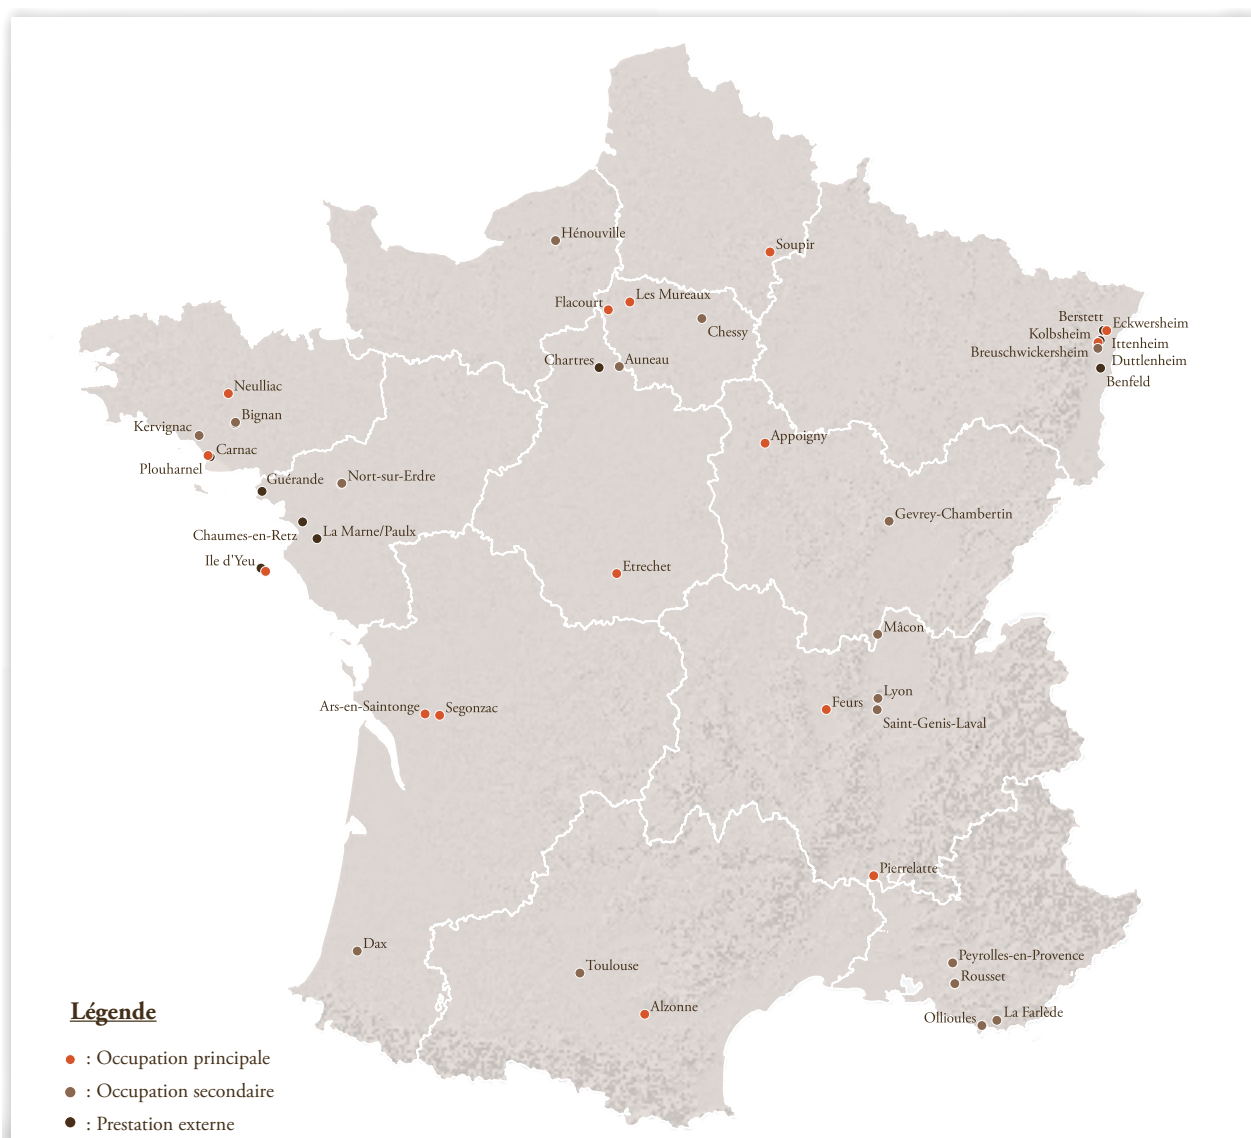 Hénouville
Soupir
Les Mureaux
Flacourt
Chessy
Berstett
Eckwersheim
Kolbsheim
Ittenheim
Breuschwickersheim
Duttlenheim
Benfeld
Chartres
Auneau
Neulliac
Bignan
Kervignac
Carnac
Plouharnel
Appoigny
Guérande
Nort-sur-Erdre
Gevrey-Chambertin
Chaumes-en-Retz
La Marne/Paulx
Ile d'Yeu
Etrechet
Mâcon
Lyon
Feurs
Saint-Genis-Laval
Ars-en-Saintonge
Segonzac
Pierrelatte
Dax
Toulouse
Peyrolles-en-Provence
Rousset
Alzonne
Ollioules
La Farlède
Légende
: Occupation principale
: Occupation secondaire
: Prestation externe